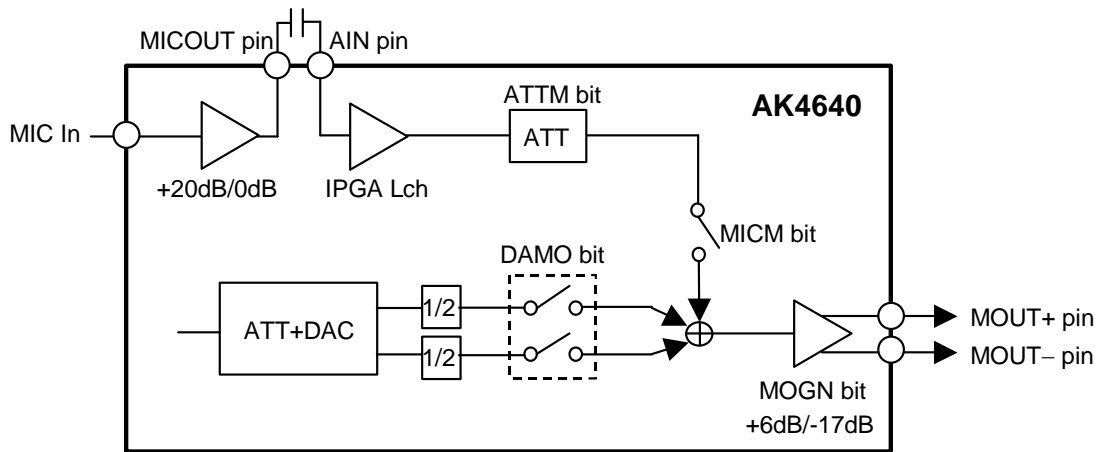 MICOUT pin
AIN pin
ATTM bit
AK4640
MIC In
ATT
+20dB/0dB
IPGA Lch
MICM bit
DAMO bit
1/2
ATT+DAC
1/2
MOUT+ pin
MOUT− pin
MOGN bit
+6dB/-17dB